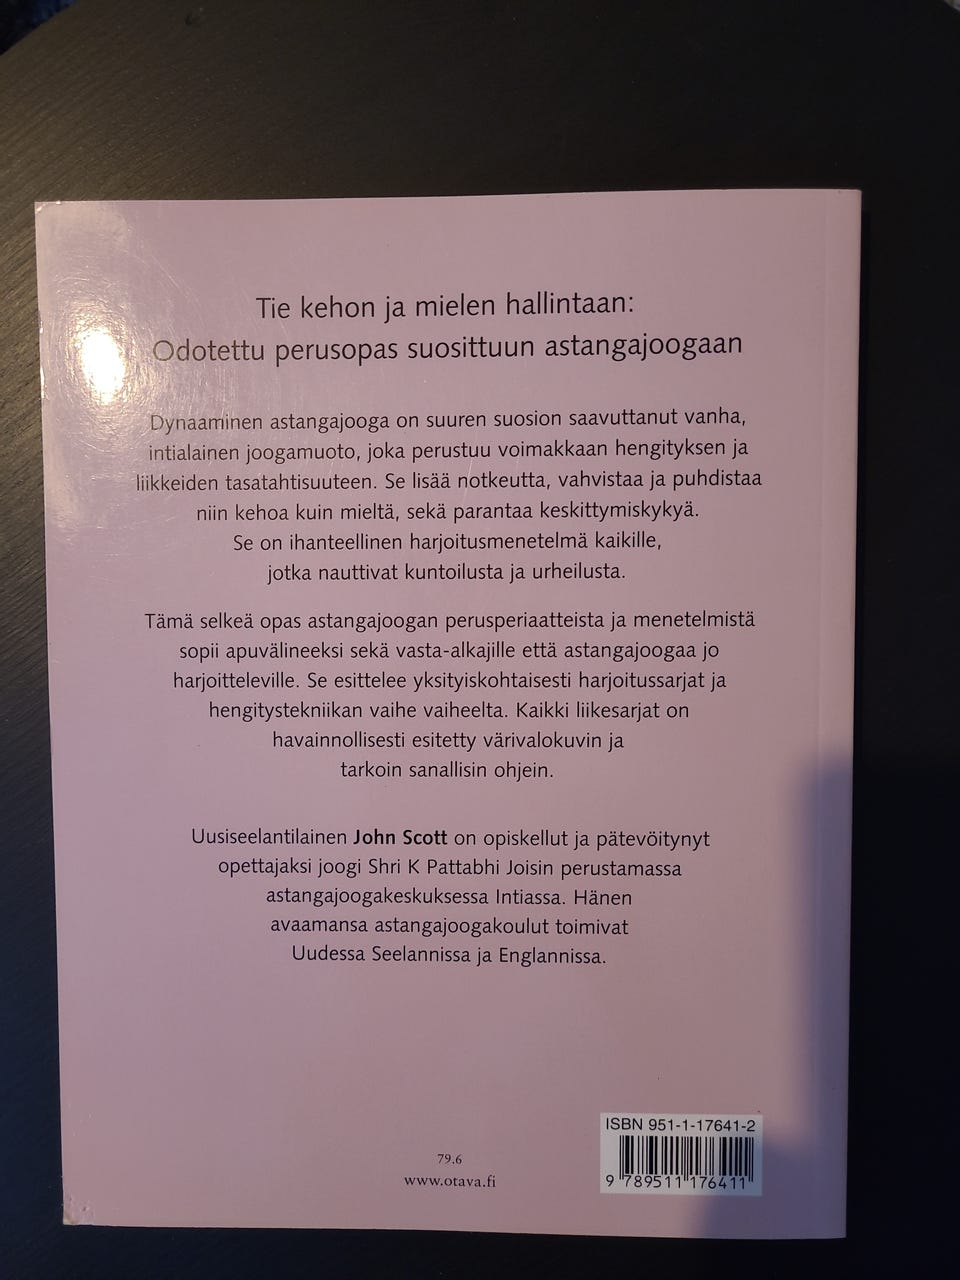 Tie kehon ja mielen hallintaan:
Odotettu perusopas suosittuun astangajoogaan
Dynaaminen astangajooga on suuren suosion saavuttanut vanha,
intialainen joogamuoto, joka perustuu voimakkaan hengityksen ja
liikkeiden tasatahtisuuteen. Se lisää notkeutta, vahvistaa ja puhdistaa
niin kehoa kuin mieltä, sekä parantaa keskittymiskykyä.
Se on ihanteellinen harjoitusmenetelmä kaikille,
jotka nauttivat kuntoilusta ja urheilusta.
Tämä selkeä opas astangajoogan perusperiaatteista ja menetelmistä
sopii apuvälineeksi sekä vasta-alkajille että astangajoogaa jo
harjoitteleville. Se esittelee yksityiskohtaisesti harjoitussarjat ja
hengitystekniikan vaihe vaiheelta. Kaikki liikesarjat on
havainnollisesti esitetty värivalokuvin ja
tarkoin sanallisin ohjein.
Uusiseelantilainen John Scott on opiskellut ja pätevöitynyt
opettajaksi joogi Shri K Pattabhi Joisin perustamassa
astangajoogakeskuksessa Intiassa. Hänen
avaamansa astangajoogakoulut toimivat
Uudessa Seelannissa ja Englannissa.
79.6
www.otava.fi
ISBN 951-1-17641-2
9 789511 176411